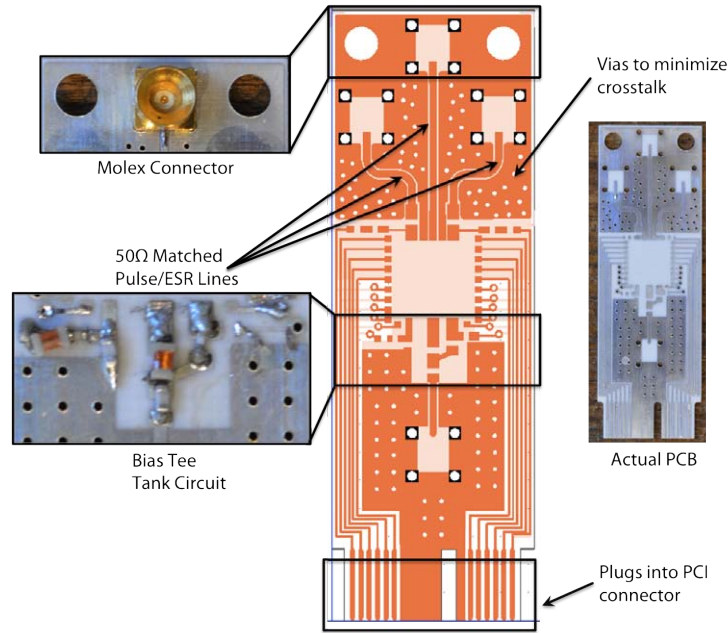 Vias to minimize
crosstalk
Molex Connector
50Ω Matched
Pulse/ESR Lines
Bias Tee
Tank Circuit
Actual PCB
Plugs into PCI
connector